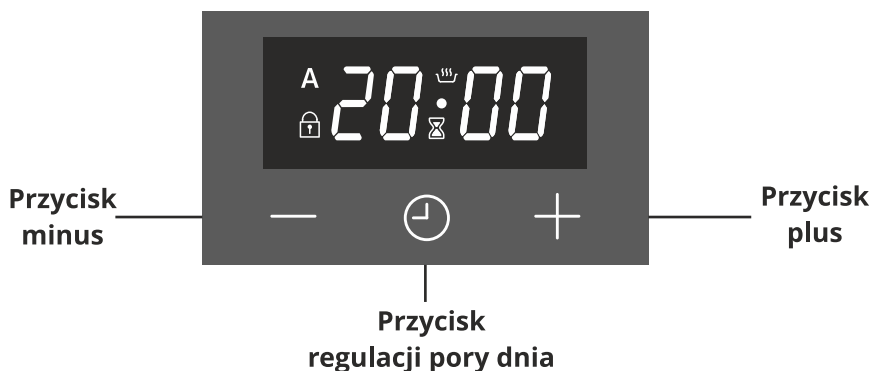 A
20:00
Przycisk
minus
Przycisk
plus
Przycisk
regulacji pory dnia